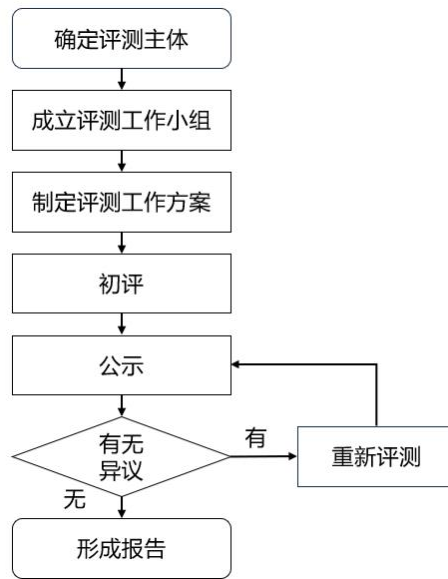 确定评测主体
成立评测工作小组
制定评测工作方案
初评
公示
有无
异议
有
重新评测
无
形成报告